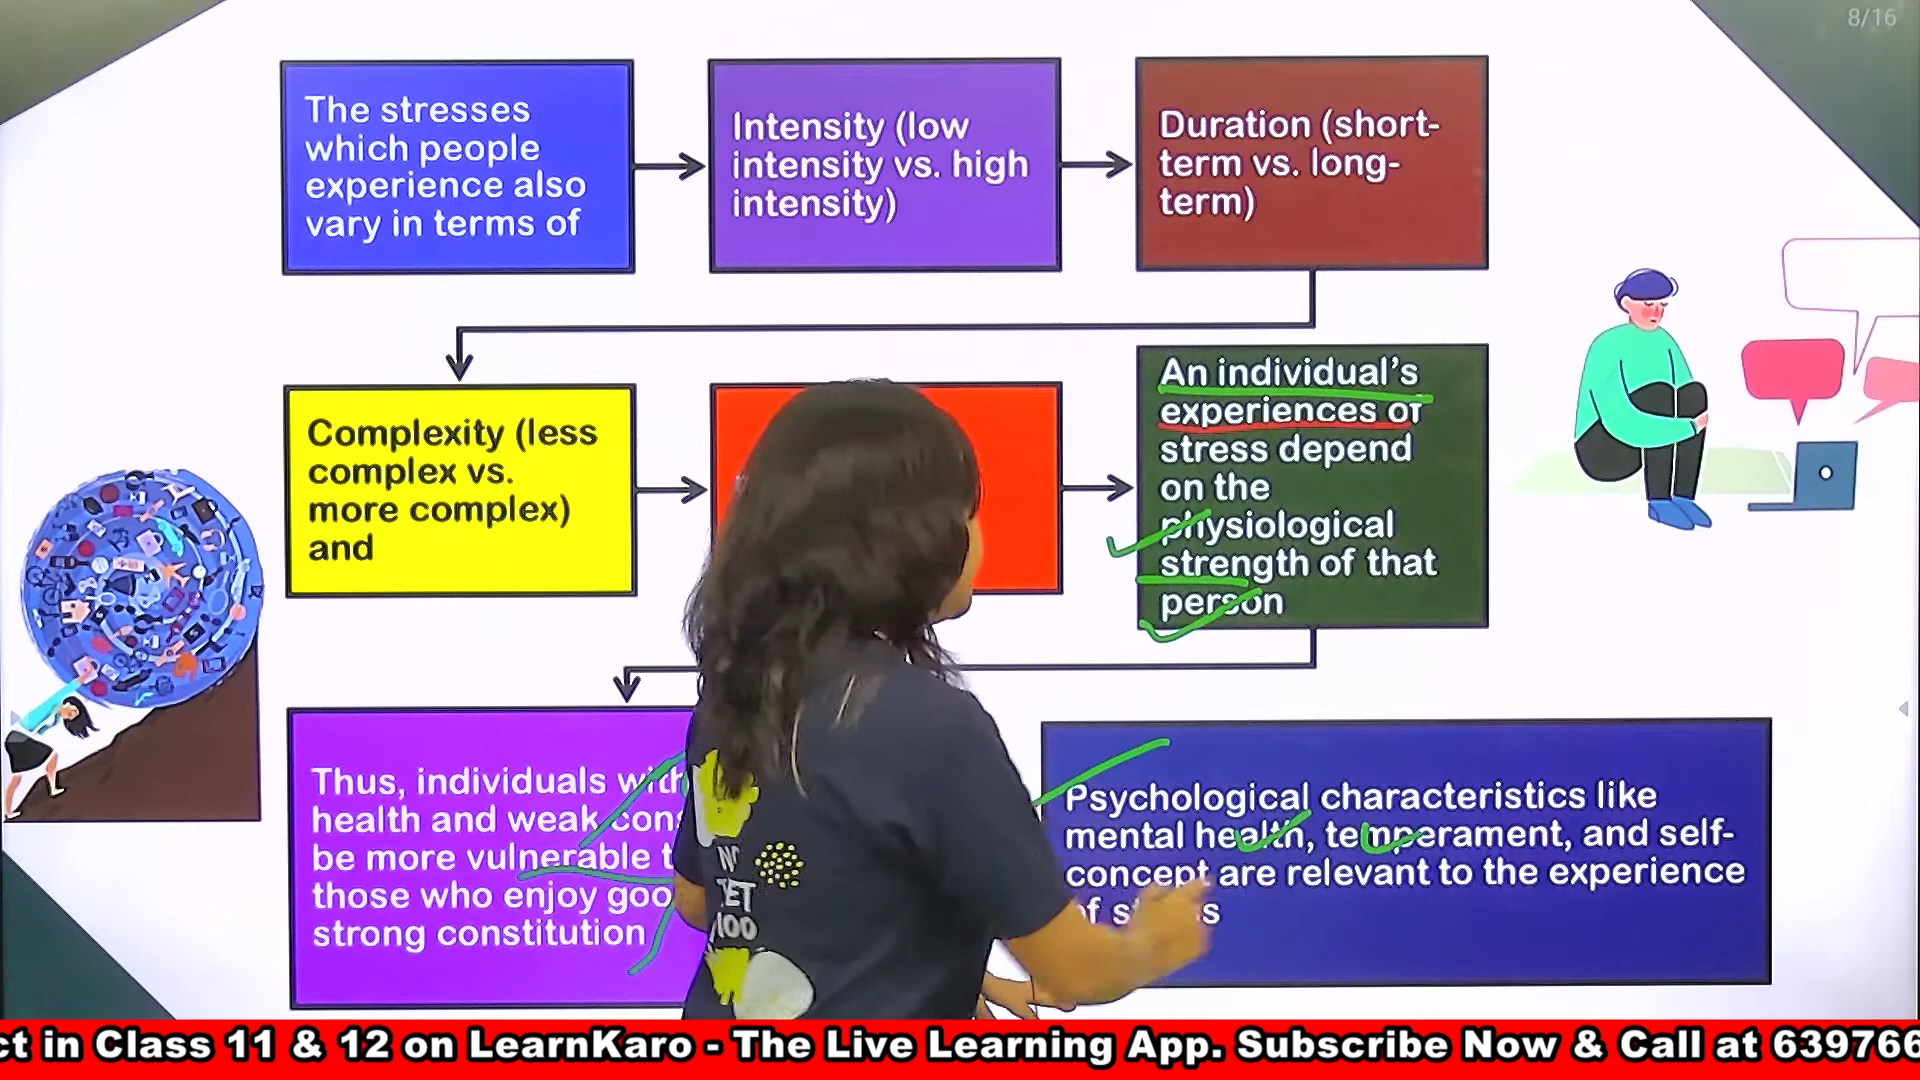 8/16
The stresses
which people
experience also
vary in terms of
Intensity (low
intensity vs. high
intensity)
Duration (short-
term vs. long-
term)
Complexity (less
complex vs.
more complex)
and
An individual's
experiences of
stress depend
on the
physiological
strength of that
person
Thus, individuals with
health and weak
be more vulnerable
those who enjoy
strong constitution
Psychological characteristics like
mental health, temperament, and self-
concept are relevant to the experience
of
ct in Class 11 & 12 on LearnKaro - The Live Learning App. Subscribe Now & Call at 639766